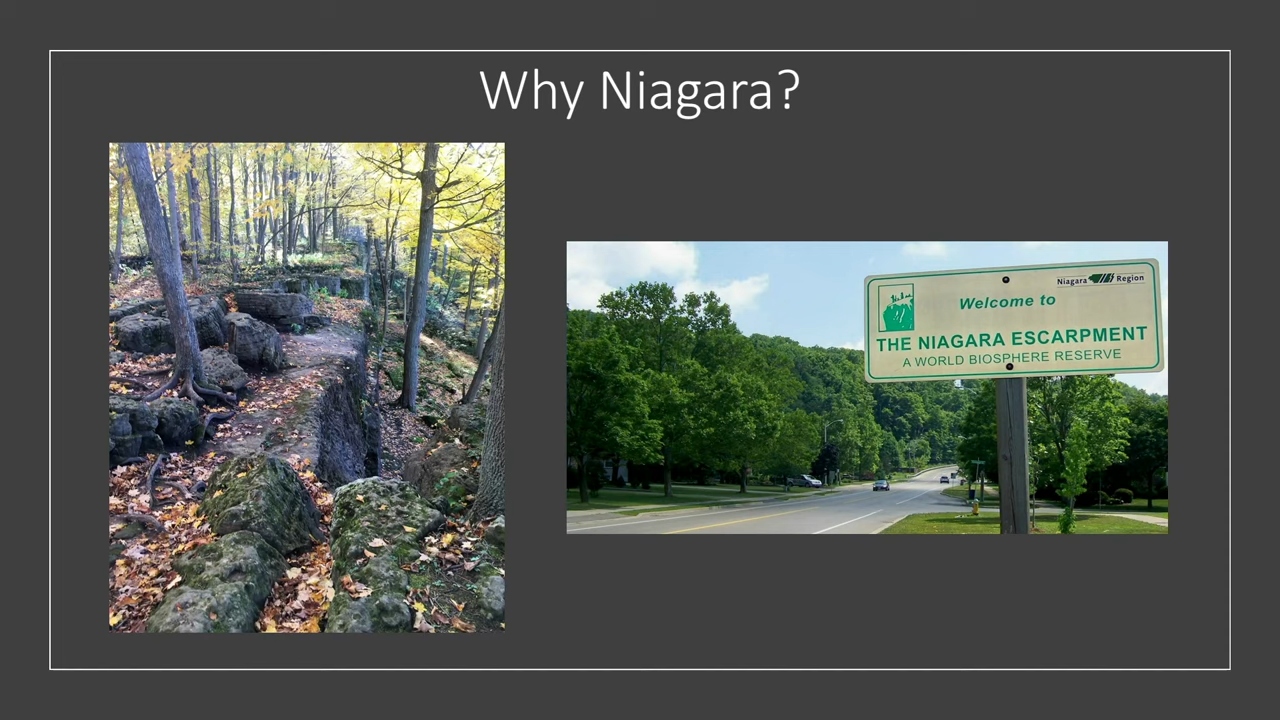 Why Niagara?
Niagara Region
Welcome to
THE NIAGARA ESCARPMENT
A WORLD BIOSPHERE RESERVE